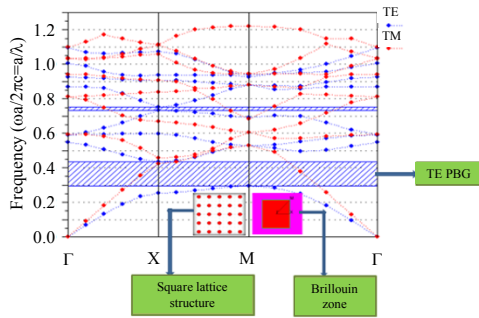 TE
TM
1.2
1.0
0.8
0.6
0.4
0.2
0.0
Frequency (ωa/2πc=a/λ)
Γ X M Γ
TE PBG
Square lattice
structure
Brillouin
zone